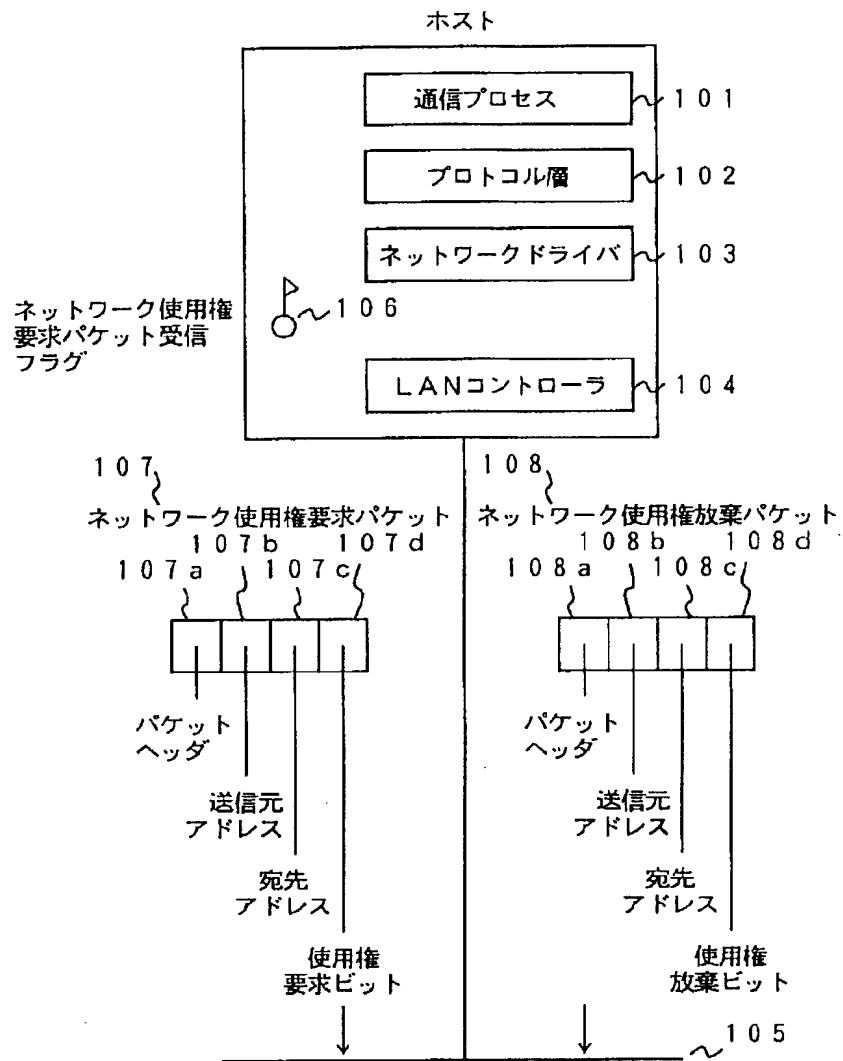 ホスト
通信プロセス
101
プロトコル層
102
ネットワークドライバ
103
ネットワーク使用権
要求パケット受信
フラグ
106
LANコントローラ
104
107
ネットワーク使用権要求パケット
107b
107d
107a
107c
パケット
ヘッダ
送信元
アドレス
宛先
アドレス
使用権
要求ビット
108
ネットワーク使用権放棄パケット
108b
108d
108a
108c
パケット
ヘッダ
送信元
アドレス
宛先
アドレス
使用権
放棄ビット
105